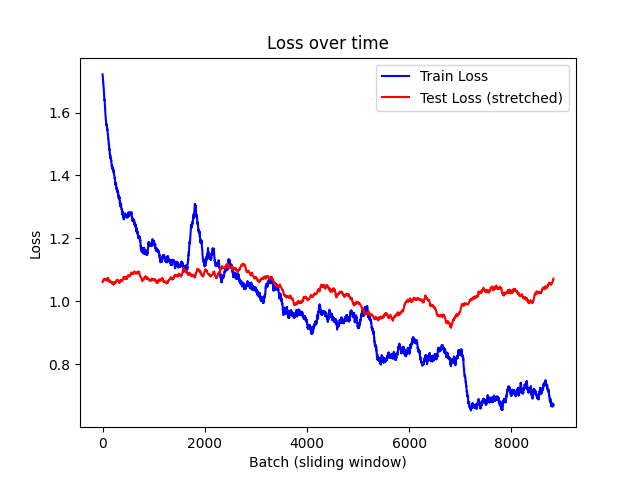 Loss over time
Train Loss
Test Loss (stretched)
1.6
1.4
1.2
1.0
0.8
Loss
0 2000 4000 6000 8000
Batch (sliding window)